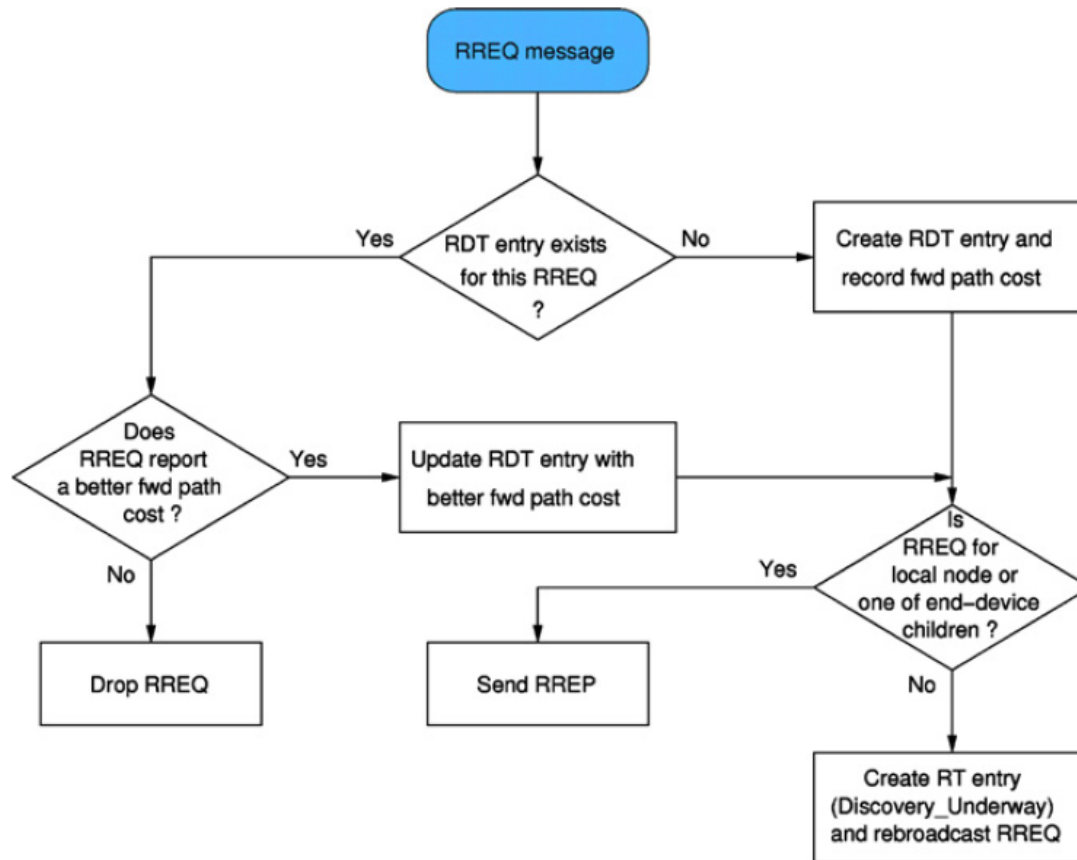 RREQ message
Yes
RDT entry exists
for this RREQ
?
No
Create RDT entry and
record fwd path cost
Does
RREQ report
a better fwd path
cost ?
Yes
Update RDT entry with
better fwd path cost
Is
RREQ for
local node or
one of end–device
children ?
No
Yes
Drop RREQ
Send RREP
No
Create RT entry
(Discovery_Underway)
and rebroadcast RREQ